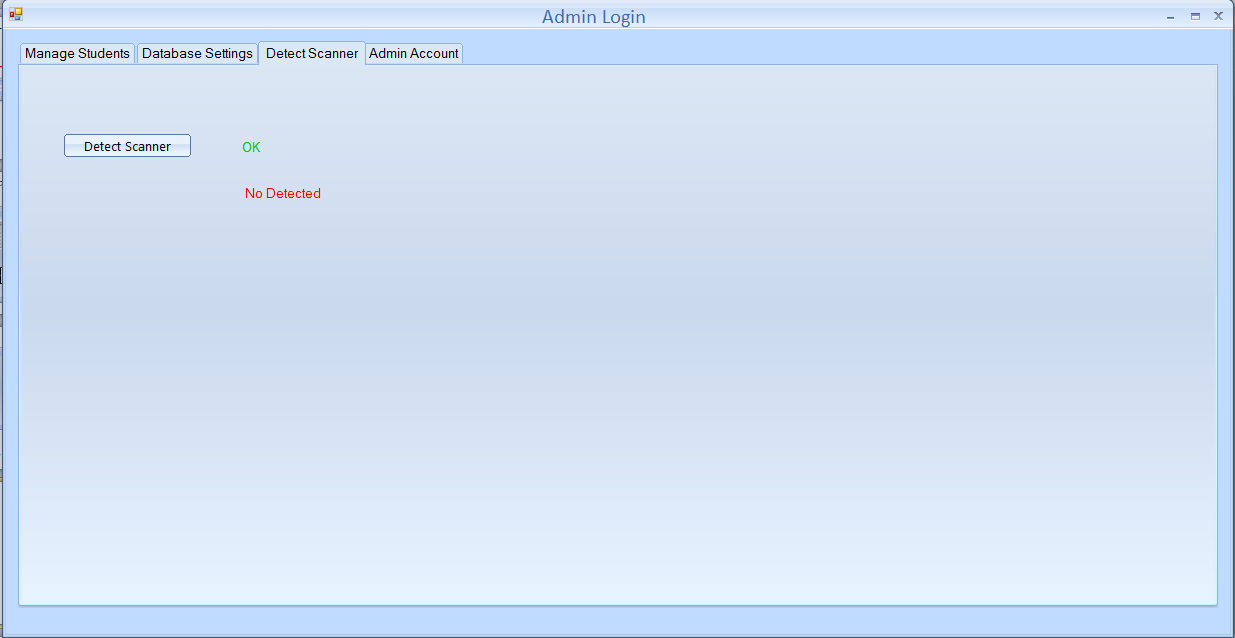 Admin Login
Manage Students Database Settings Detect Scanner Admin Account
Detect Scanner OK
No Detected